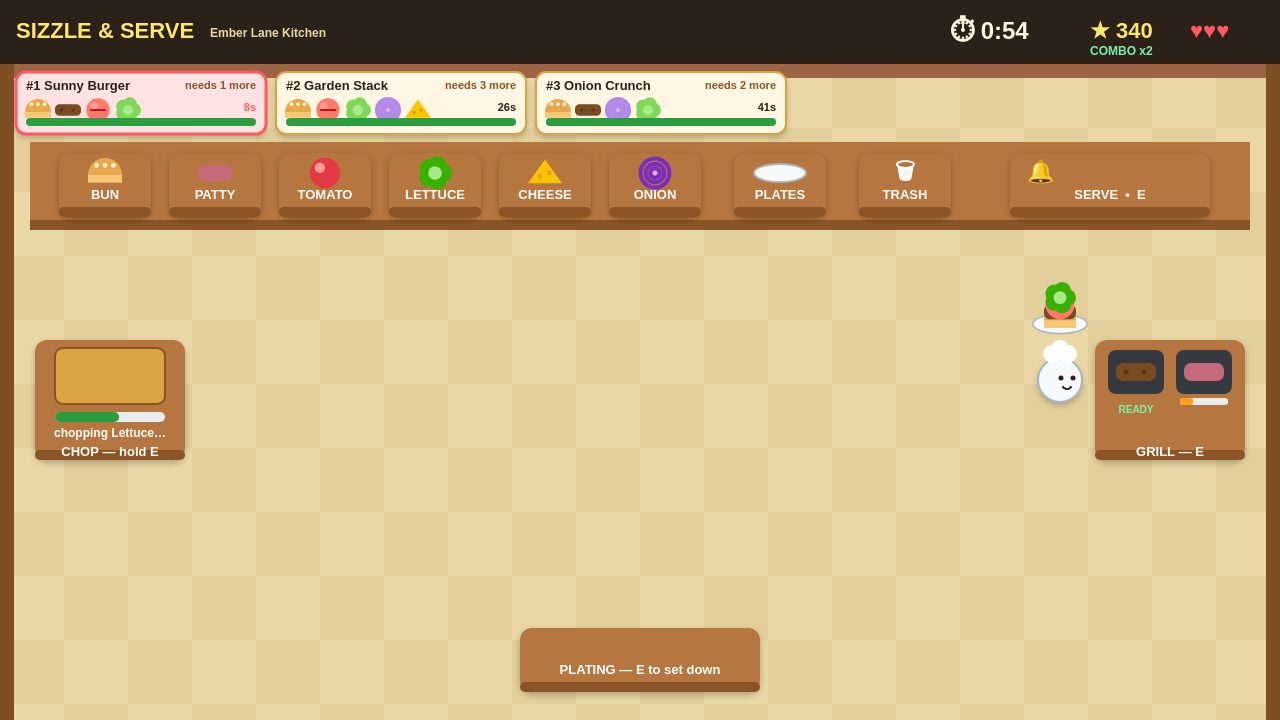 SIZZLE & SERVE Ember Lane Kitchen
0:54
★ 340
COMBO x2
♥♥♥
#1 Sunny Burger needs 1 more
8s
#2 Garden Stack needs 3 more
26s
#3 Onion Crunch needs 2 more
41s
BUN
PATTY
TOMATO
LETTUCE
CHEESE
ONION
PLATES
TRASH
SERVE • E
chopping Lettuce…
CHOP — hold E
READY
GRILL — E
PLATING — E to set down